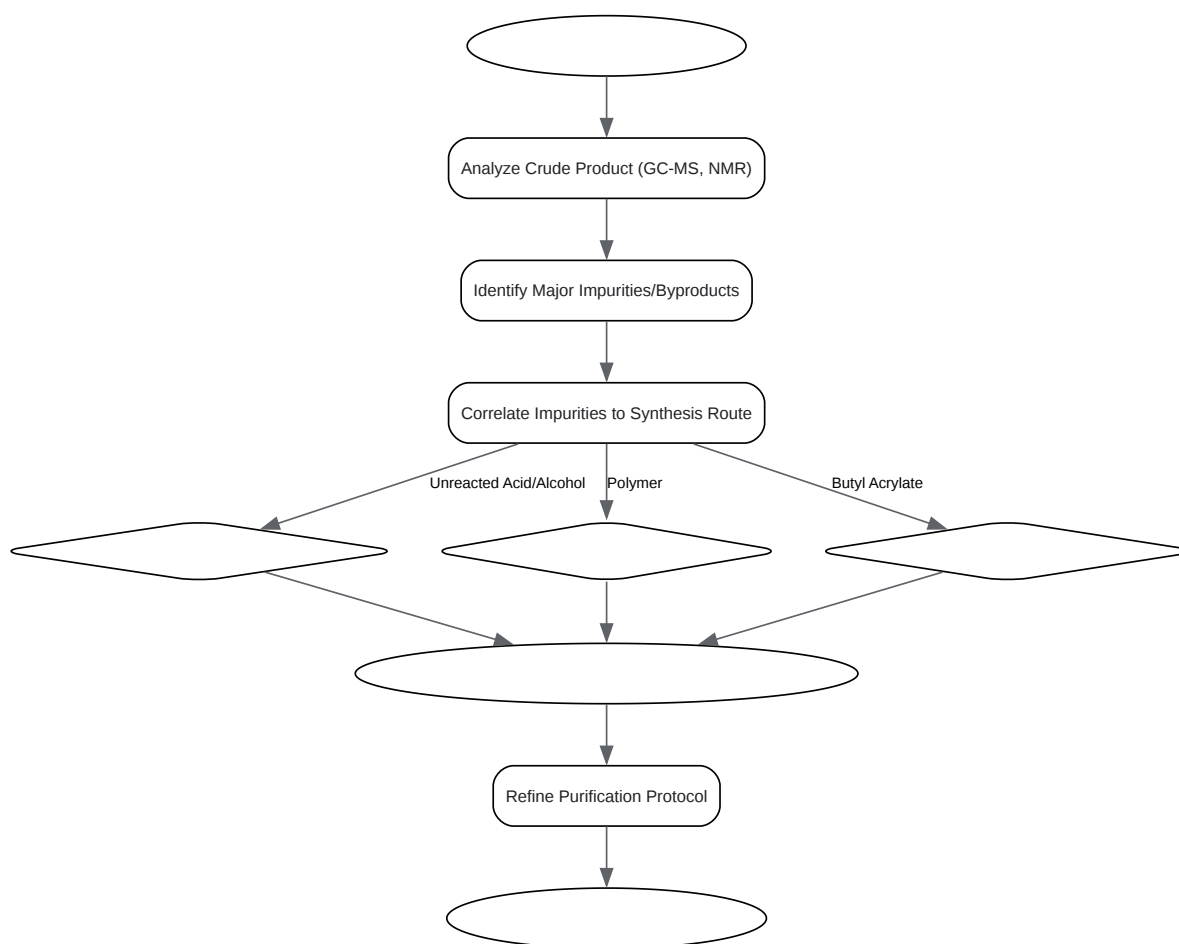 Analyze Crude Product (GC-MS, NMR)
Identify Major Impurities/Byproducts
Correlate Impurities to Synthesis Route
Unreacted Acid/Alcohol
Polymer
Butyl Acrylate
Refine Purification Protocol